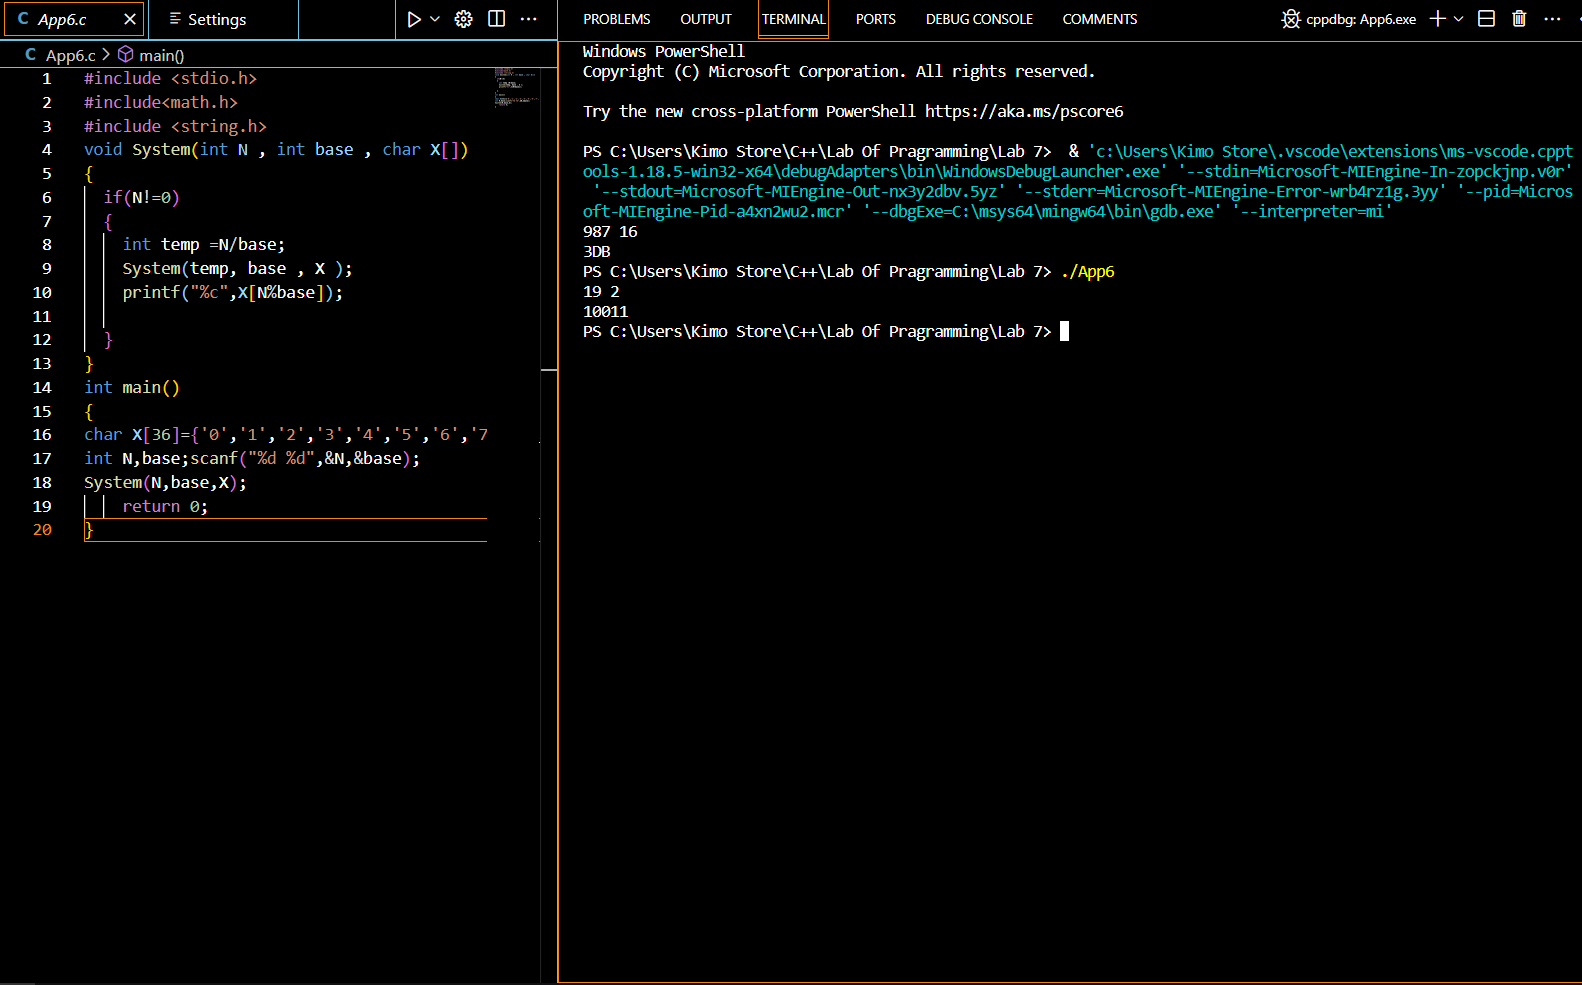 C App6.c
Settings
C App6.c > main()
1 #include <stdio.h>
2 #include<math.h>
3 #include <string.h>
4 void System(int N , int base , char X[])
5 {
6 if(N!=0)
7 {
8 int temp =N/base;
9 System(temp, base , X );
10 printf("%c",X[N%base]);
11
12 }
13 }
14 int main()
15 {
16 char X[36]={'0','1','2','3','4','5','6','7
17 int N,base;scanf("%d %d",&N,&base);
18 System(N,base,X);
19 return 0;
20 }
PROBLEMS OUTPUT TERMINAL PORTS DEBUG CONSOLE COMMENTS cppdbg: App6.exe
Windows PowerShell
Copyright (C) Microsoft Corporation. All rights reserved.
Try the new cross-platform PowerShell https://aka.ms/pscore6
PS C:\Users\Kimo Store\C++\Lab Of Pragramming\Lab 7> & 'c:\Users\Kimo Store\.vscode\extensions\ms-vscode.cppt
ools-1.18.5-win32-x64\debugAdapters\bin\WindowsDebugLauncher.exe' '--stdin=Microsoft-MIEngine-In-zopckjnp.v0r'
'--stdout=Microsoft-MIEngine-Out-nx3y2dbv.5yz' '--stderr=Microsoft-MIEngine-Error-wrb4rz1g.3yy' '--pid=Micros
oft-MIEngine-Pid-a4xn2wu2.mcr' '--dbgExe=C:\msys64\mingw64\bin\gdb.exe' '--interpreter=mi'
987 16
3DB
PS C:\Users\Kimo Store\C++\Lab Of Pragramming\Lab 7> ./App6
19 2
10011
PS C:\Users\Kimo Store\C++\Lab Of Pragramming\Lab 7>